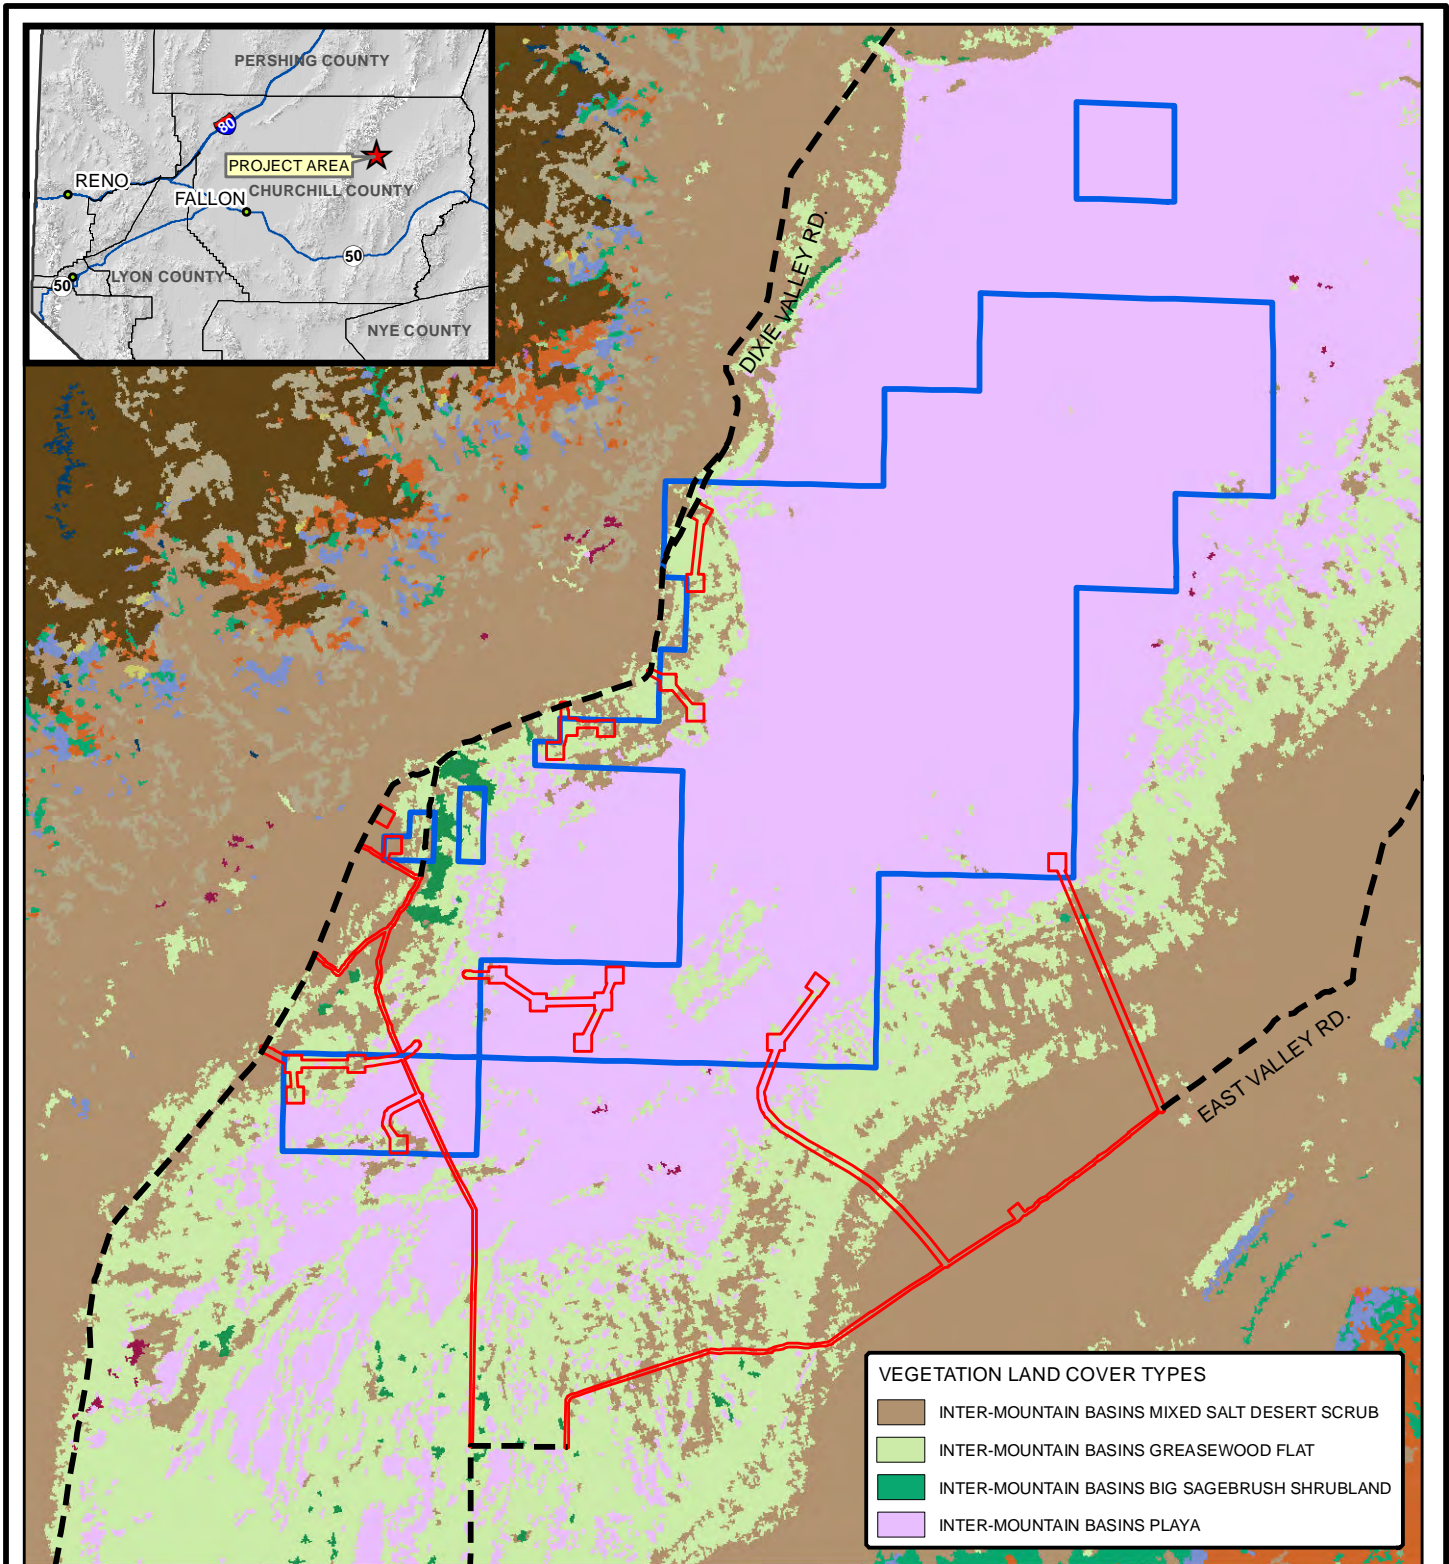 PERSHING COUNTY
80
PROJECT AREA
RENO
CHURCHILL COUNTY
FALLON
50
LYON COUNTY
50
NYE COUNTY
DIXIE VALLEY RD.
EAST VALLEY RD.
VEGETATION LAND COVER TYPES
INTER-MOUNTAIN BASINS MIXED SALT DESERT SCRUB
INTER-MOUNTAIN BASINS GREASEWOOD FLAT
INTER-MOUNTAIN BASINS BIG SAGEBRUSH SHRUBLAND
INTER-MOUNTAIN BASINS PLAYA